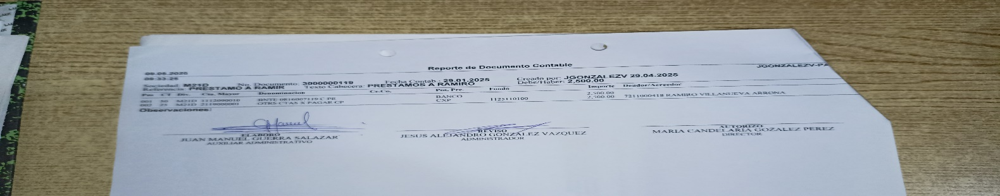 Reporte de Documento Contable
JGONZALEZV-PA
09.05.2025
09:33:25
Sociedad: M21D No. Documento: 3000000119 Fecha Contab.: 29.01.2025 Creado por: JGONZALEZV 29.04.2025
Referencia: PRESTAMO A RAMIR Texto Cabecera: PRESTAMOS A RAMIRO Debe/Haber: 2,500.00
Pos CT Div. Cta. Mayor Denominacion Ce.Co. Pos. Pre. Fondo Importe Deudor/Acreedor
001 50 M21D 1112090010 BNTE 0816007119 C PR BANCO 2,500.00
002 25 M21D 2119000001 OTRS CTAS X PAGAR CP CXP 1125110100 2,500.00 7211000418 RAMIRO VILLANUEVA ARRONA
Observaciones:
ELABORO
JUAN MANUEL GUERRA SALAZAR
AUXILIAR ADMINISTRATIVO
REVISO
JESUS ALEJANDRO GONZALEZ VAZQUEZ
ADMINISTRADOR
AUTORIZO
MARIA CANDELARIA GOZALEZ PEREZ
DIRECTOR